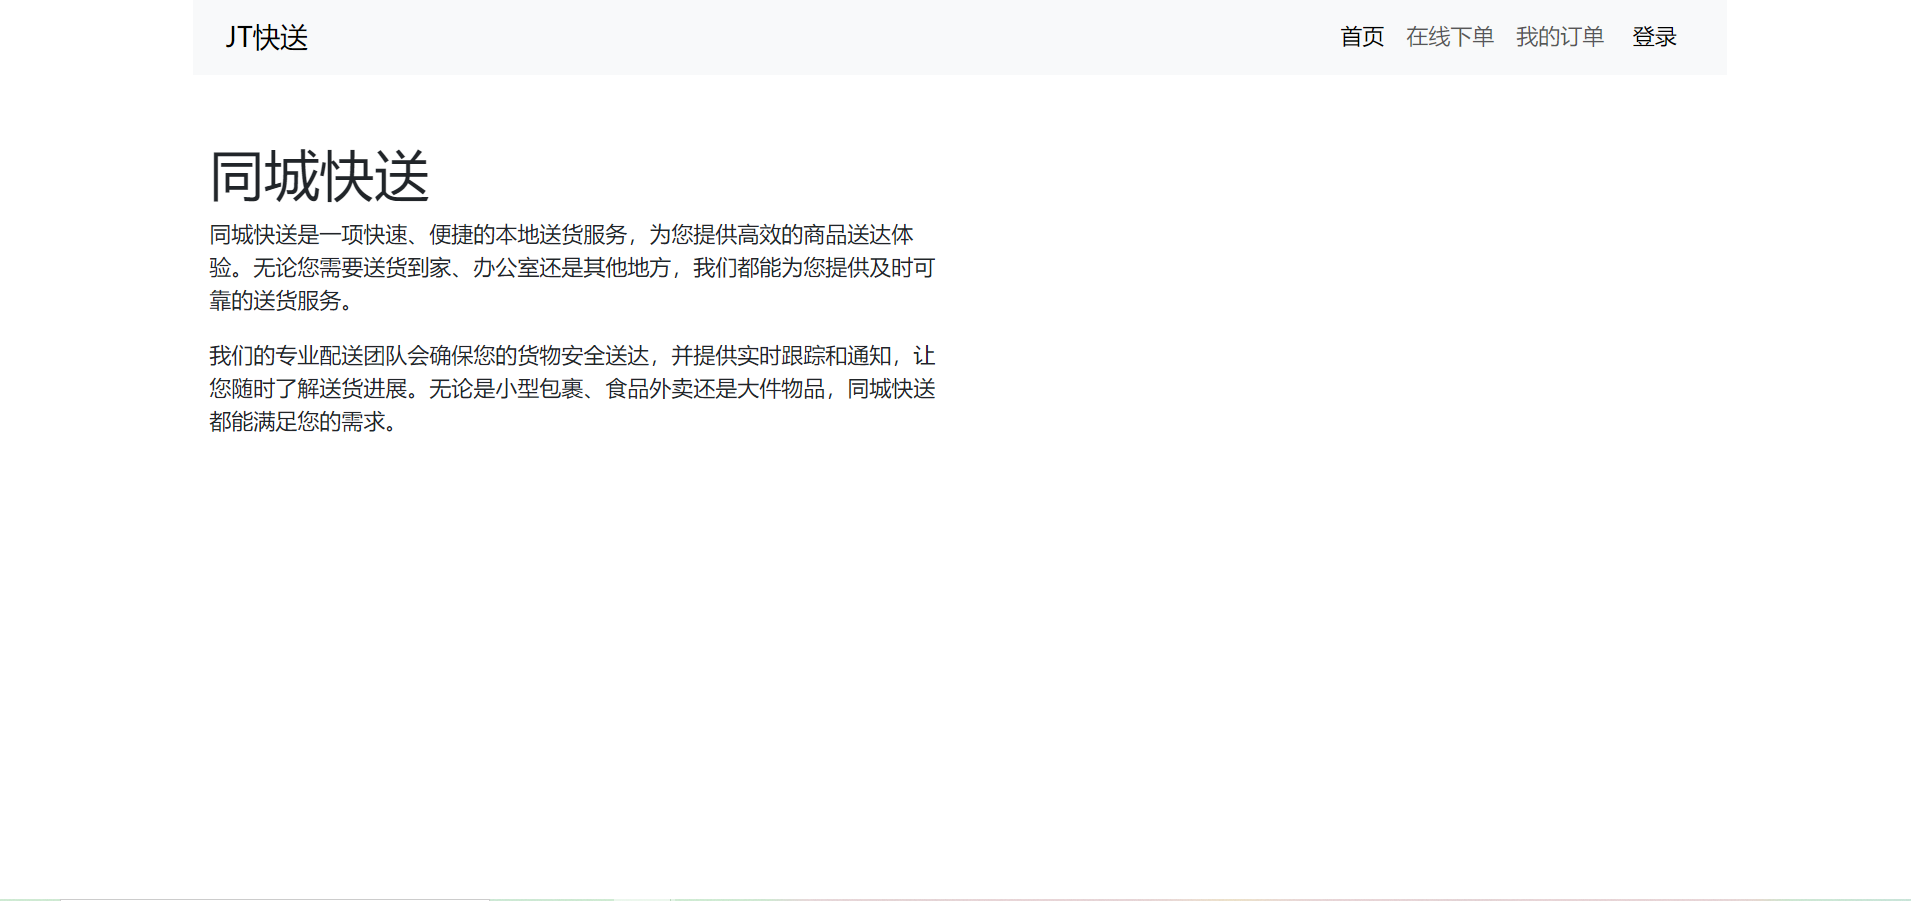 JT快送
首页 在线下单 我的订单 登录
同城快送
同城快送是一项快速、便捷的本地送货服务，为您提供高效的商品送达体
验。无论您需要送货到家、办公室还是其他地方，我们都能为您提供及时可
靠的送货服务。
我们的专业配送团队会确保您的货物安全送达，并提供实时跟踪和通知，让
您随时了解送货进展。无论是小型包裹、食品外卖还是大件物品，同城快送
都能满足您的需求。